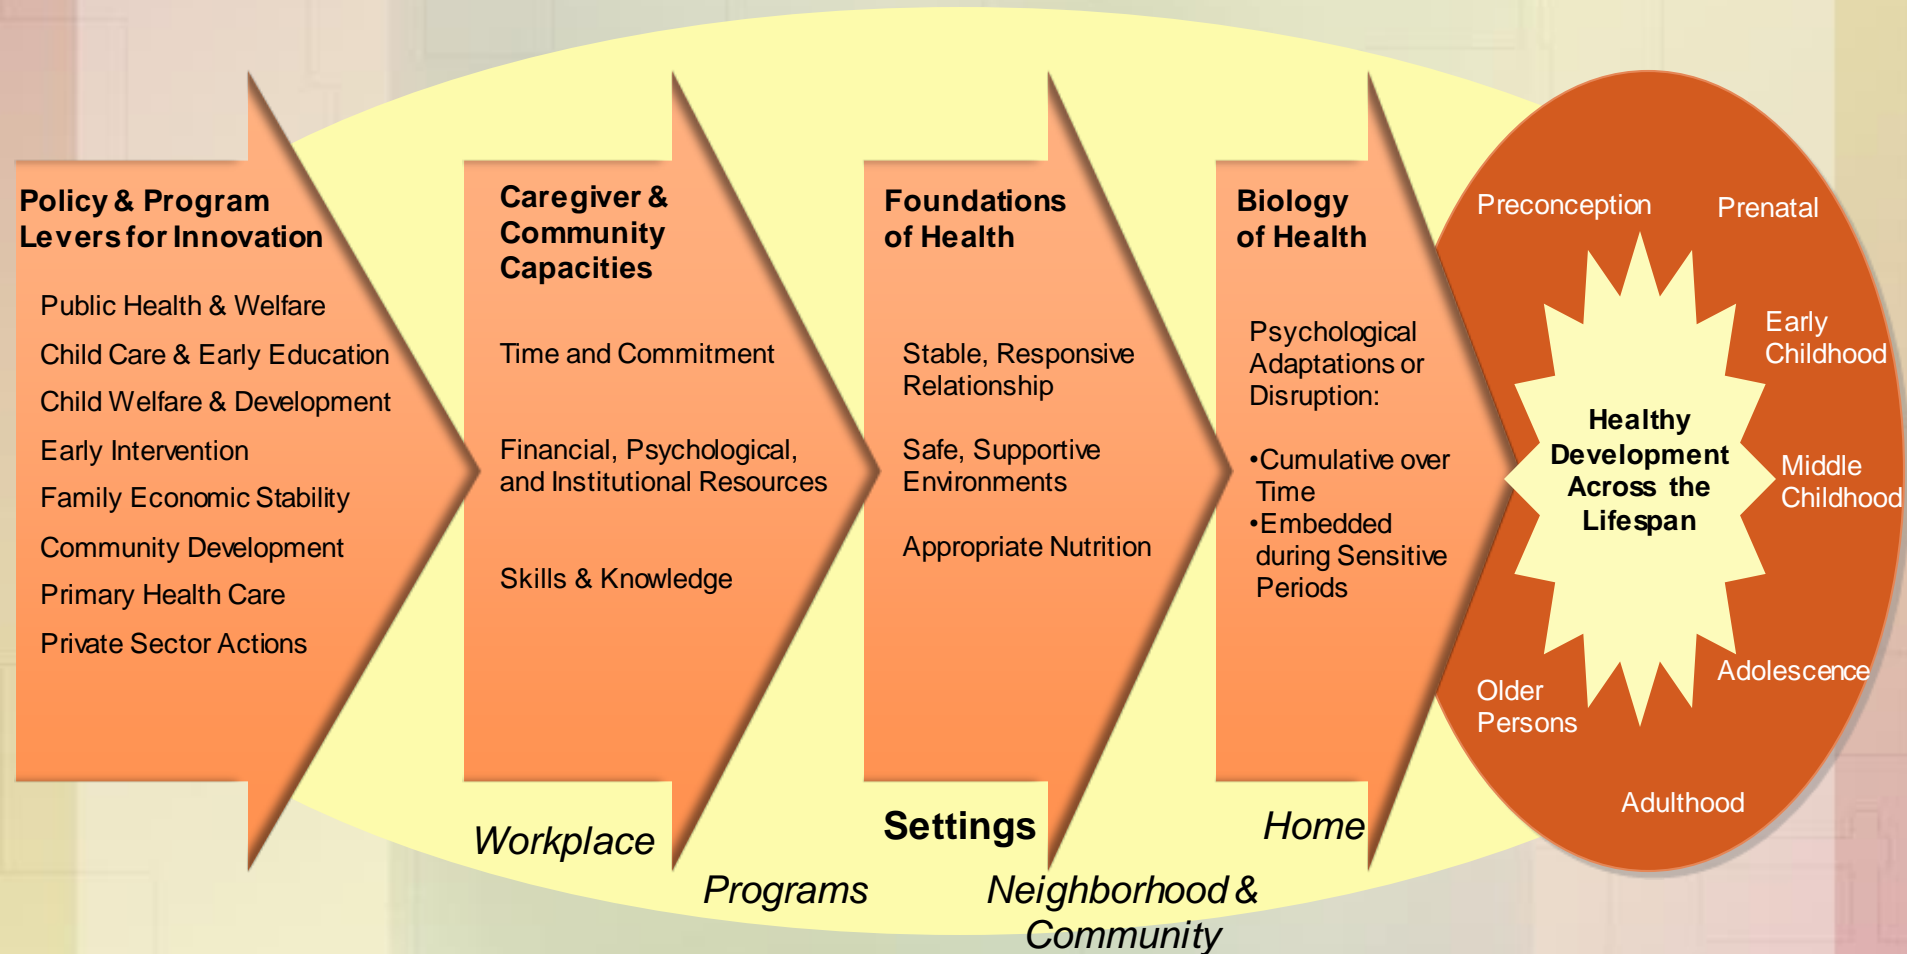 Policy & Program
Levers for Innovation
Public Health & Welfare
Child Care & Early Education
Child Welfare & Development
Early Intervention
Family Economic Stability
Community Development
Primary Health Care
Private Sector Actions
Caregiver &
Community
Capacities
Time and Commitment
Financial, Psychological,
and Institutional Resources
Skills & Knowledge
Foundations
of Health
Stable, Responsive
Relationship
Safe, Supportive
Environments
Appropriate Nutrition
Biology
of Health
Psychological
Adaptations or
Disruption:
•Cumulative over
Time
•Embedded
during Sensitive
Periods
Preconception
Prenatal
Early
Childhood
Middle
Childhood
Adolescence
Adulthood
Older
Persons
Healthy
Development
Across the
Lifespan
Workplace
Programs
Settings
Neighborhood &
Community
Home